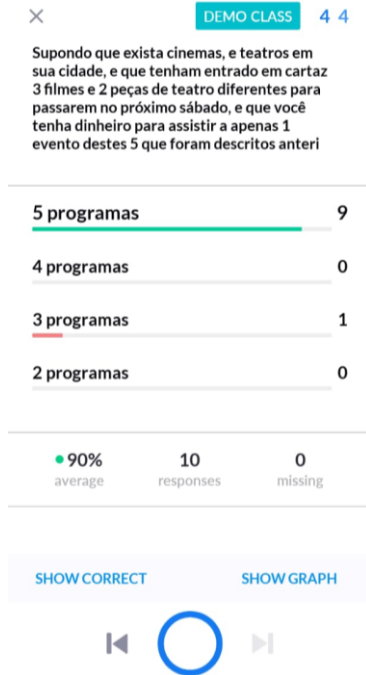 DEMO CLASS 4 4
Supondo que exista cinemas, e teatros em
sua cidade, e que tenham entrado em cartaz
3 filmes e 2 peças de teatro diferentes para
passarem no próximo sábado, e que você
tenha dinheiro para assistir a apenas 1
evento destes 5 que foram descritos anteri
5 programas 9
4 programas 0
3 programas 1
2 programas 0
90% 10 0
average responses missing
SHOW CORRECT SHOW GRAPH